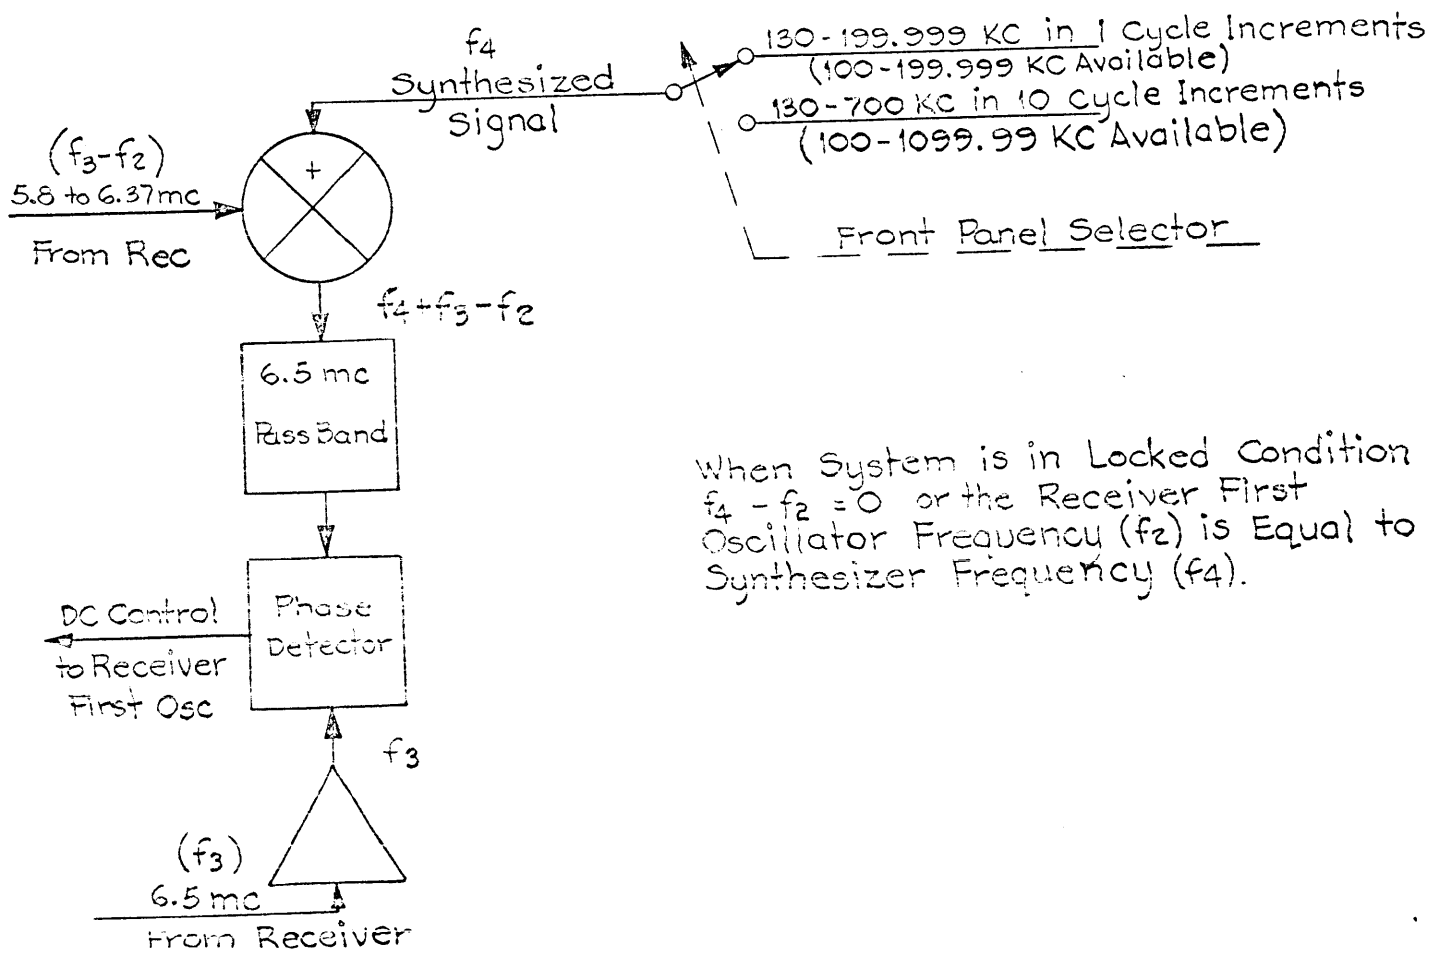 f4
Synthesized
Signal
130-199.999 KC in 1 Cycle Increments
(100-199.999 KC Available)
130-700 KC in 10 Cycle Increments
(100-1099.99 KC Available)
Front Panel Selector
(f3-f2)
5.8 to 6.37mc
From Rec
+
f4+f3-f2
6.5 mc
Pass Band
When System is in Locked Condition
f4 - f2 = 0 or the Receiver First
Oscillator Frequency (f2) is Equal to
Synthesizer Frequency (f4).
Phase
Detector
DC Control
to Receiver
First Osc
f3
(f3)
6.5 mc
From Receiver